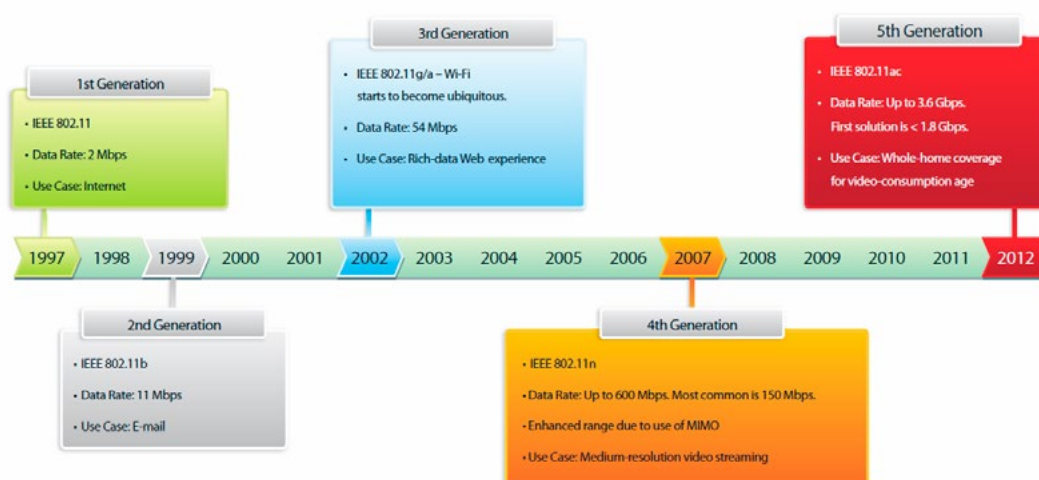 1st Generation
• IEEE 802.11
• Data Rate: 2 Mbps
• Use Case: Internet
3rd Generation
• IEEE 802.11g/a – Wi-Fi
starts to become ubiquitous.
• Data Rate: 54 Mbps
• Use Case: Rich-data Web experience
5th Generation
• IEEE 802.11ac
• Data Rate: Up to 3.6 Gbps.
First solution is < 1.8 Gbps.
• Use Case: Whole-home coverage
for video-consumption age
1997 1998 1999 2000 2001 2002 2003 2004 2005 2006 2007 2008 2009 2010 2011 2012
2nd Generation
• IEEE 802.11b
• Data Rate: 11 Mbps
• Use Case: E-mail
4th Generation
• IEEE 802.11n
• Data Rate: Up to 600 Mbps. Most common is 150 Mbps.
• Enhanced range due to use of MIMO
• Use Case: Medium-resolution video streaming